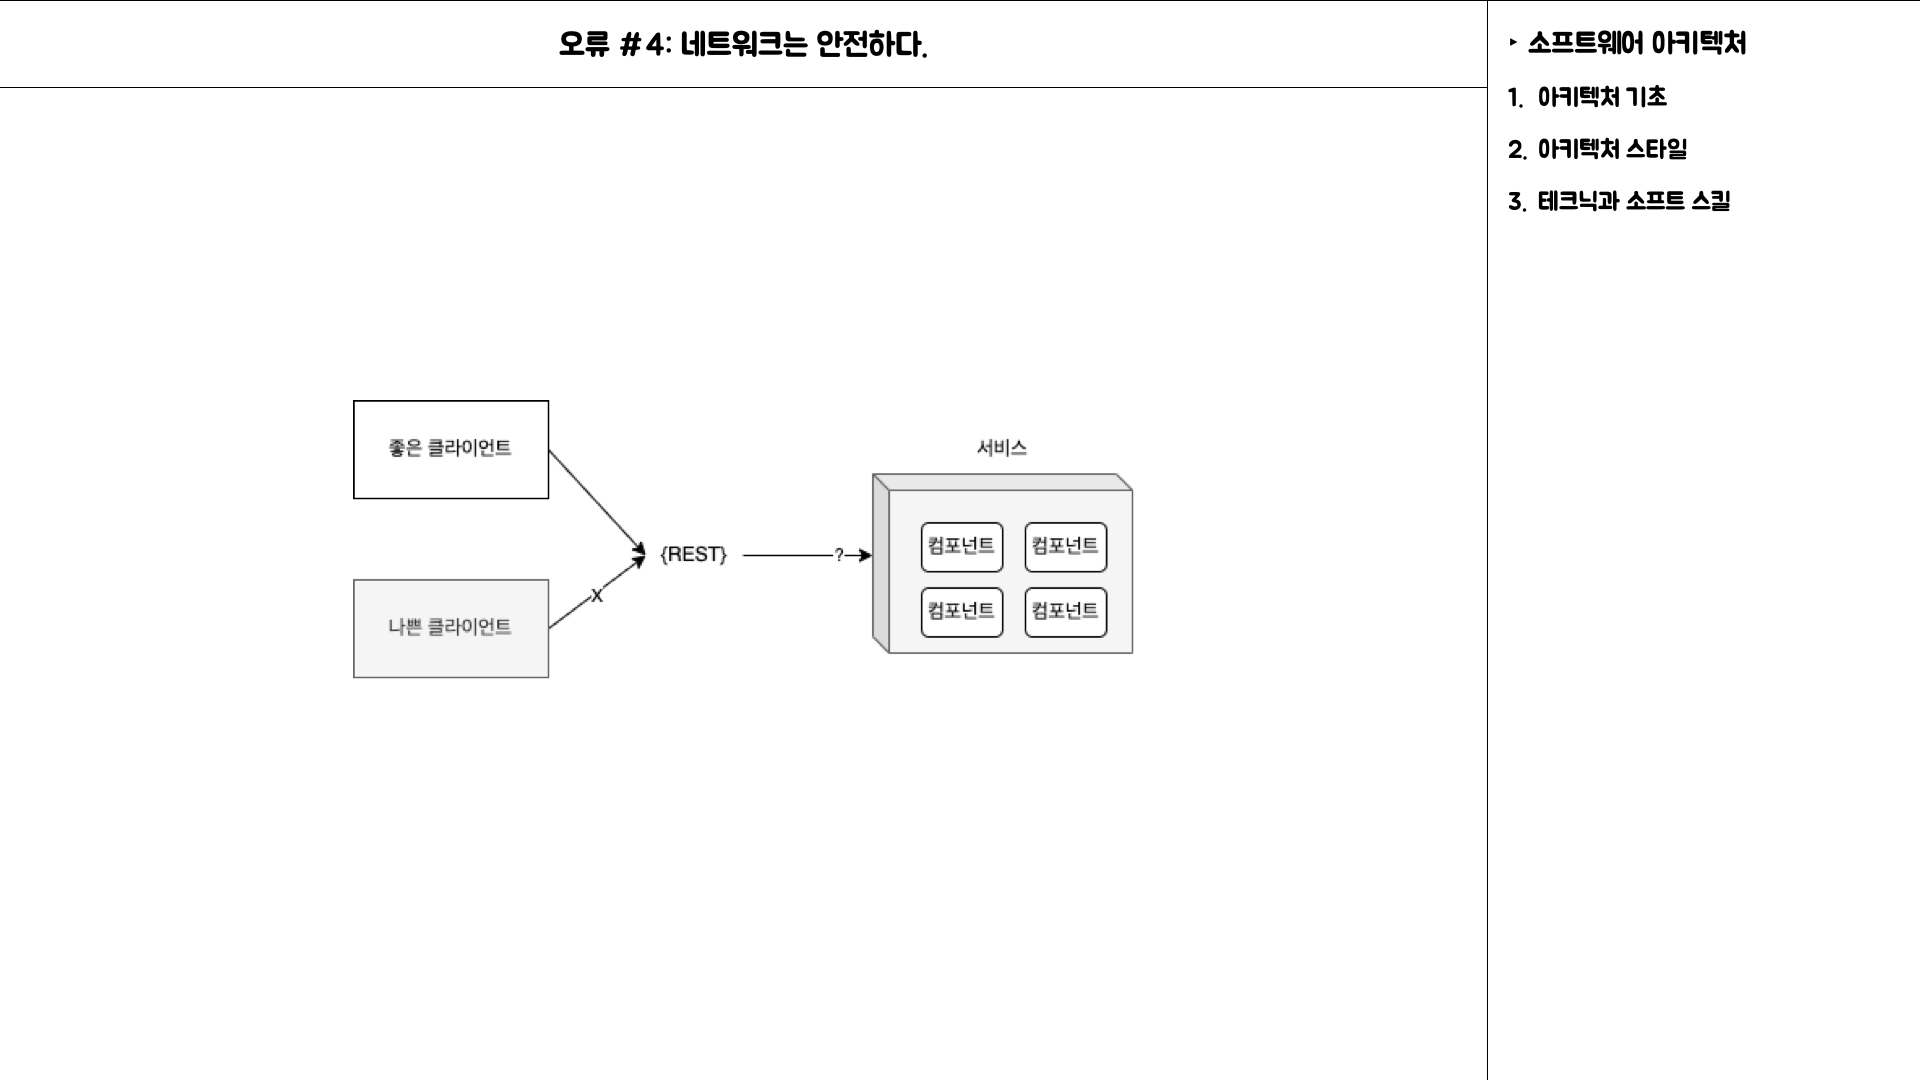 오류 #4: 네트워크는 안전하다.
좋은 클라이언트
나쁜 클라이언트
X
{REST}
?
서비스
컴포넌트 컴포넌트
컴포넌트 컴포넌트
‣ 소프트웨어 아키텍처
1. 아키텍처 기초
2. 아키텍처 스타일
3. 테크닉과 소프트 스킬